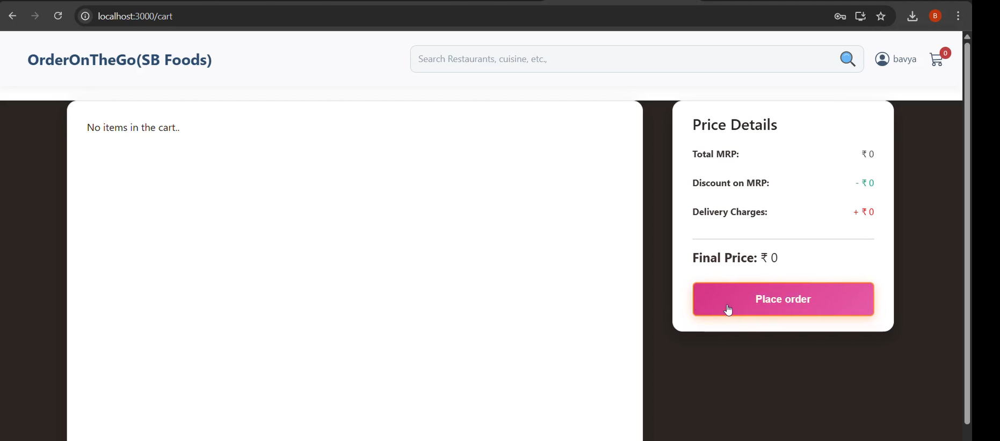 localhost:3000/cart
B
OrderOnTheGo(SB Foods)
Search Restaurants, cuisine, etc.,
bavya
0
No items in the cart..
Price Details
Total MRP: ₹ 0
Discount on MRP: - ₹ 0
Delivery Charges: + ₹ 0
Final Price: ₹ 0
Place order